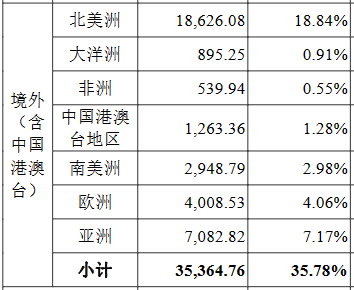 境外
（含
中国
港澳
台）
北美洲 18,626.08 18.84%
大洋洲 895.25 0.91%
非洲 539.94 0.55%
中国港澳
台地区 1,263.36 1.28%
南美洲 2,948.79 2.98%
欧洲 4,008.53 4.06%
亚洲 7,082.82 7.17%
小计 35,364.76 35.78%